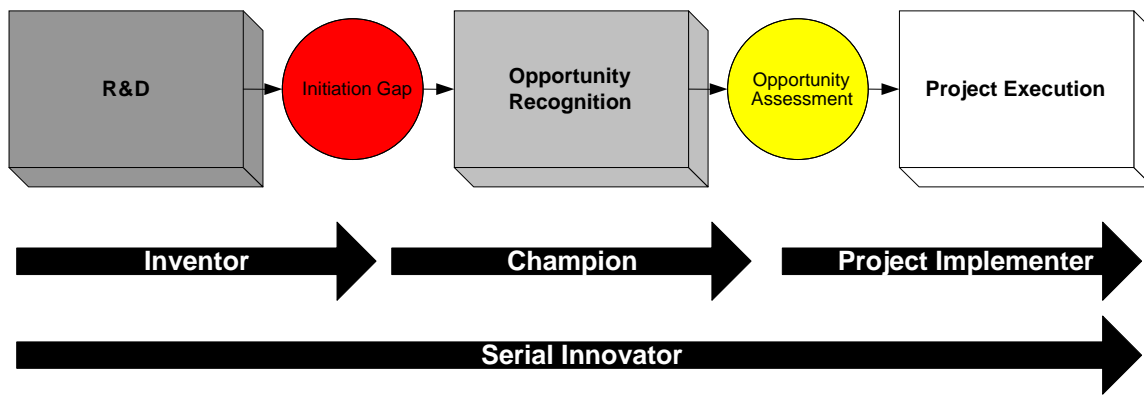 R&D
Initiation Gap
Opportunity
Recognition
Opportunity
Assessment
Project Execution
Inventor
Champion
Project Implementer
Serial Innovator